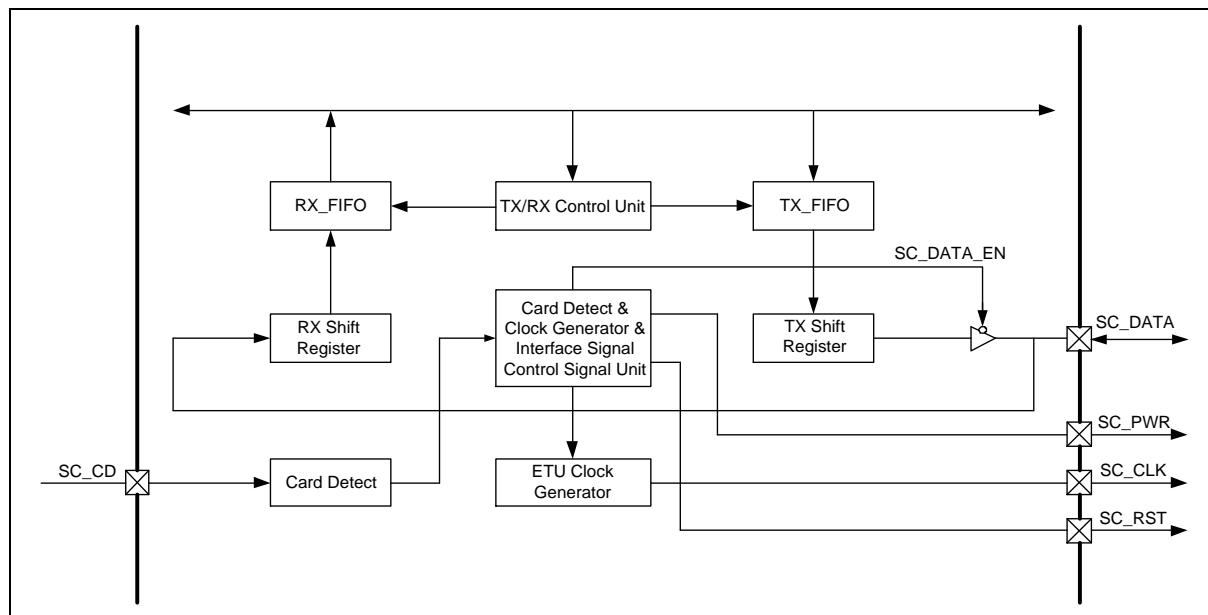 RX_FIFO
TX/RX Control Unit
TX_FIFO
SC_DATA_EN
RX Shift
Register
Card Detect &
Clock Generator &
Interface Signal
Control Signal Unit
TX Shift
Register
SC_DATA
SC_PWR
SC_CD
Card Detect
ETU Clock
Generator
SC_CLK
SC_RST